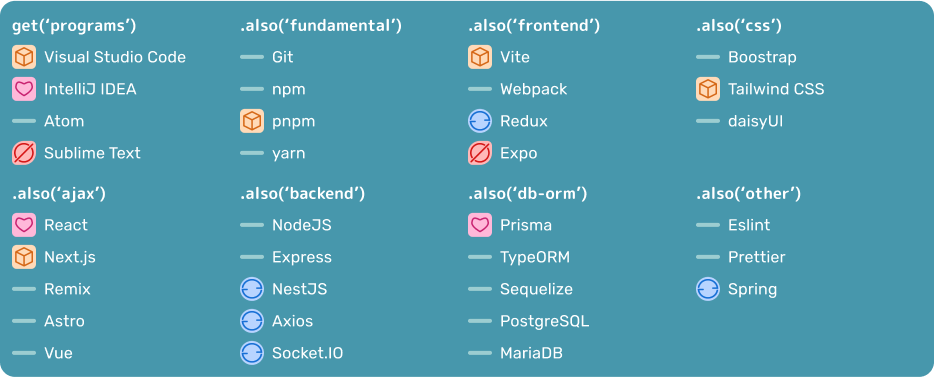 get(‘programs’)
Visual Studio Code
IntelliJ IDEA
Atom
Sublime Text
.also(‘fundamental’)
Git
npm
pnpm
yarn
.also(‘frontend’)
Vite
Webpack
Redux
Expo
.also(‘css’)
Boostrap
Tailwind CSS
daisyUI
.also(‘ajax’)
React
Next.js
Remix
Astro
Vue
.also(‘backend’)
NodeJS
Express
NestJS
Axios
Socket.IO
.also(‘db-orm’)
Prisma
TypeORM
Sequelize
PostgreSQL
MariaDB
.also(‘other’)
Eslint
Prettier
Spring